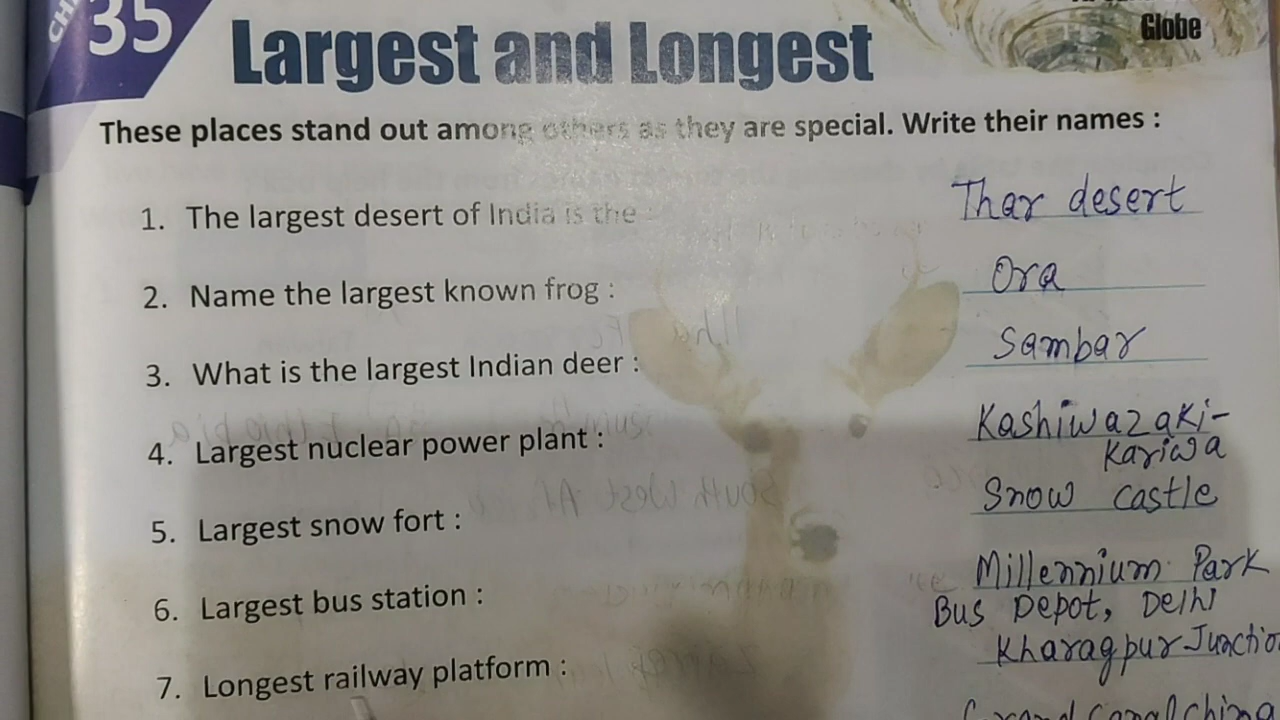 35
Globe
Largest and Longest
These places stand out among others as they are special. Write their names :
1. The largest desert of India is the : Thar desert
2. Name the largest known frog : Ora
3. What is the largest Indian deer : Sambar
4. Largest nuclear power plant : Kashiwazaki-
Kariwa
5. Largest snow fort : Snow castle
6. Largest bus station : Millennium Park
Bus Depot, Delhi
7. Longest railway platform : Kharagpur Junctio
Grand Canal china